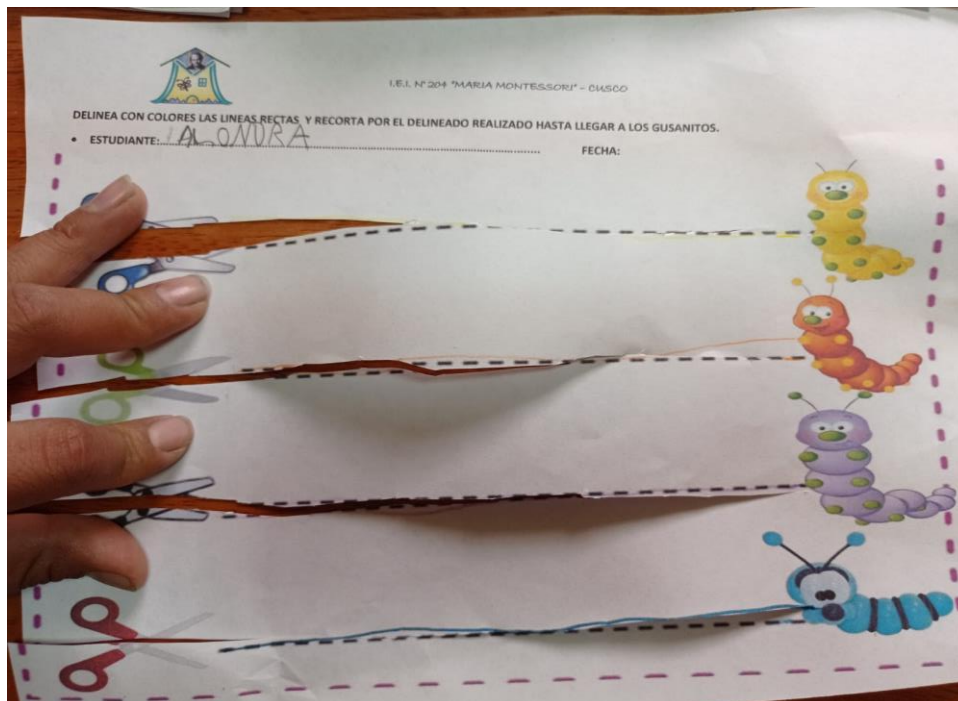 I.E.I. N° 204 "MARIA MONTESSORI" - CUSCO
DELINEA CON COLORES LAS LINEAS RECTAS Y RECORTA POR EL DELINEADO REALIZADO HASTA LLEGAR A LOS GUSANITOS.
• ESTUDIANTE: ALONDRA FECHA: